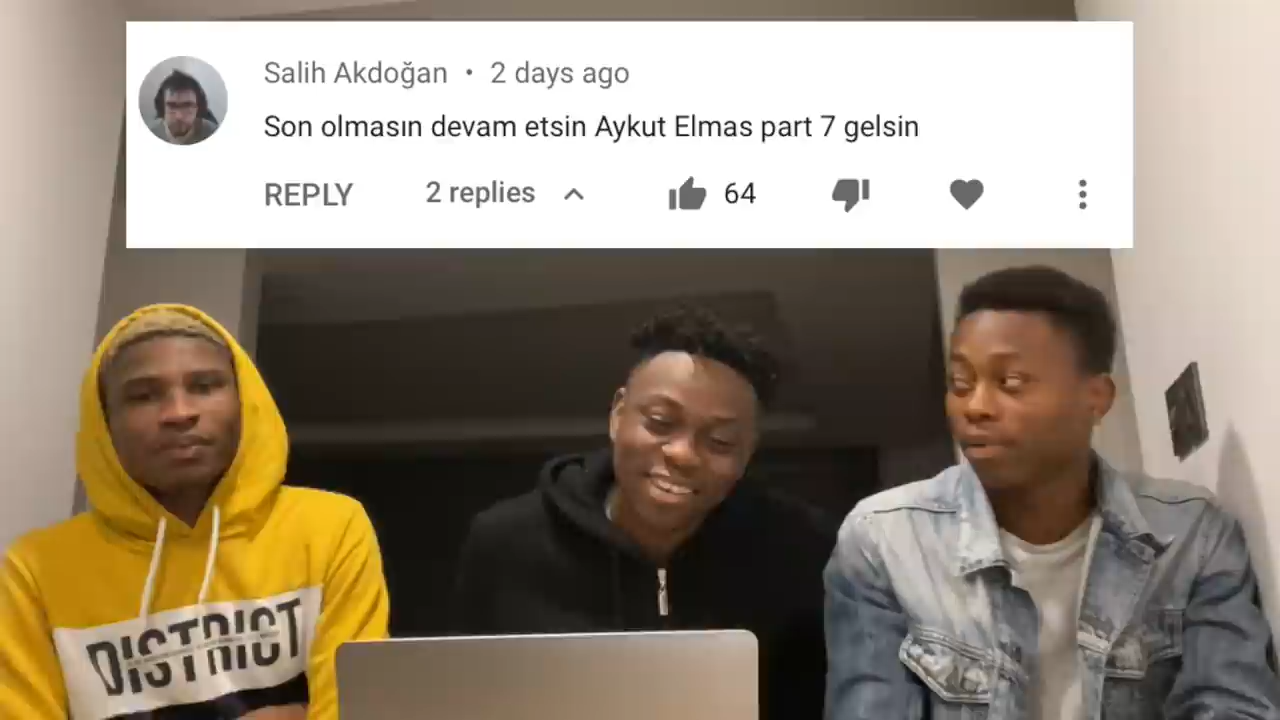 Salih Akdoğan • 2 days ago
Son olmasın devam etsin Aykut Elmas part 7 gelsin
REPLY 2 replies 64
DISTRICT